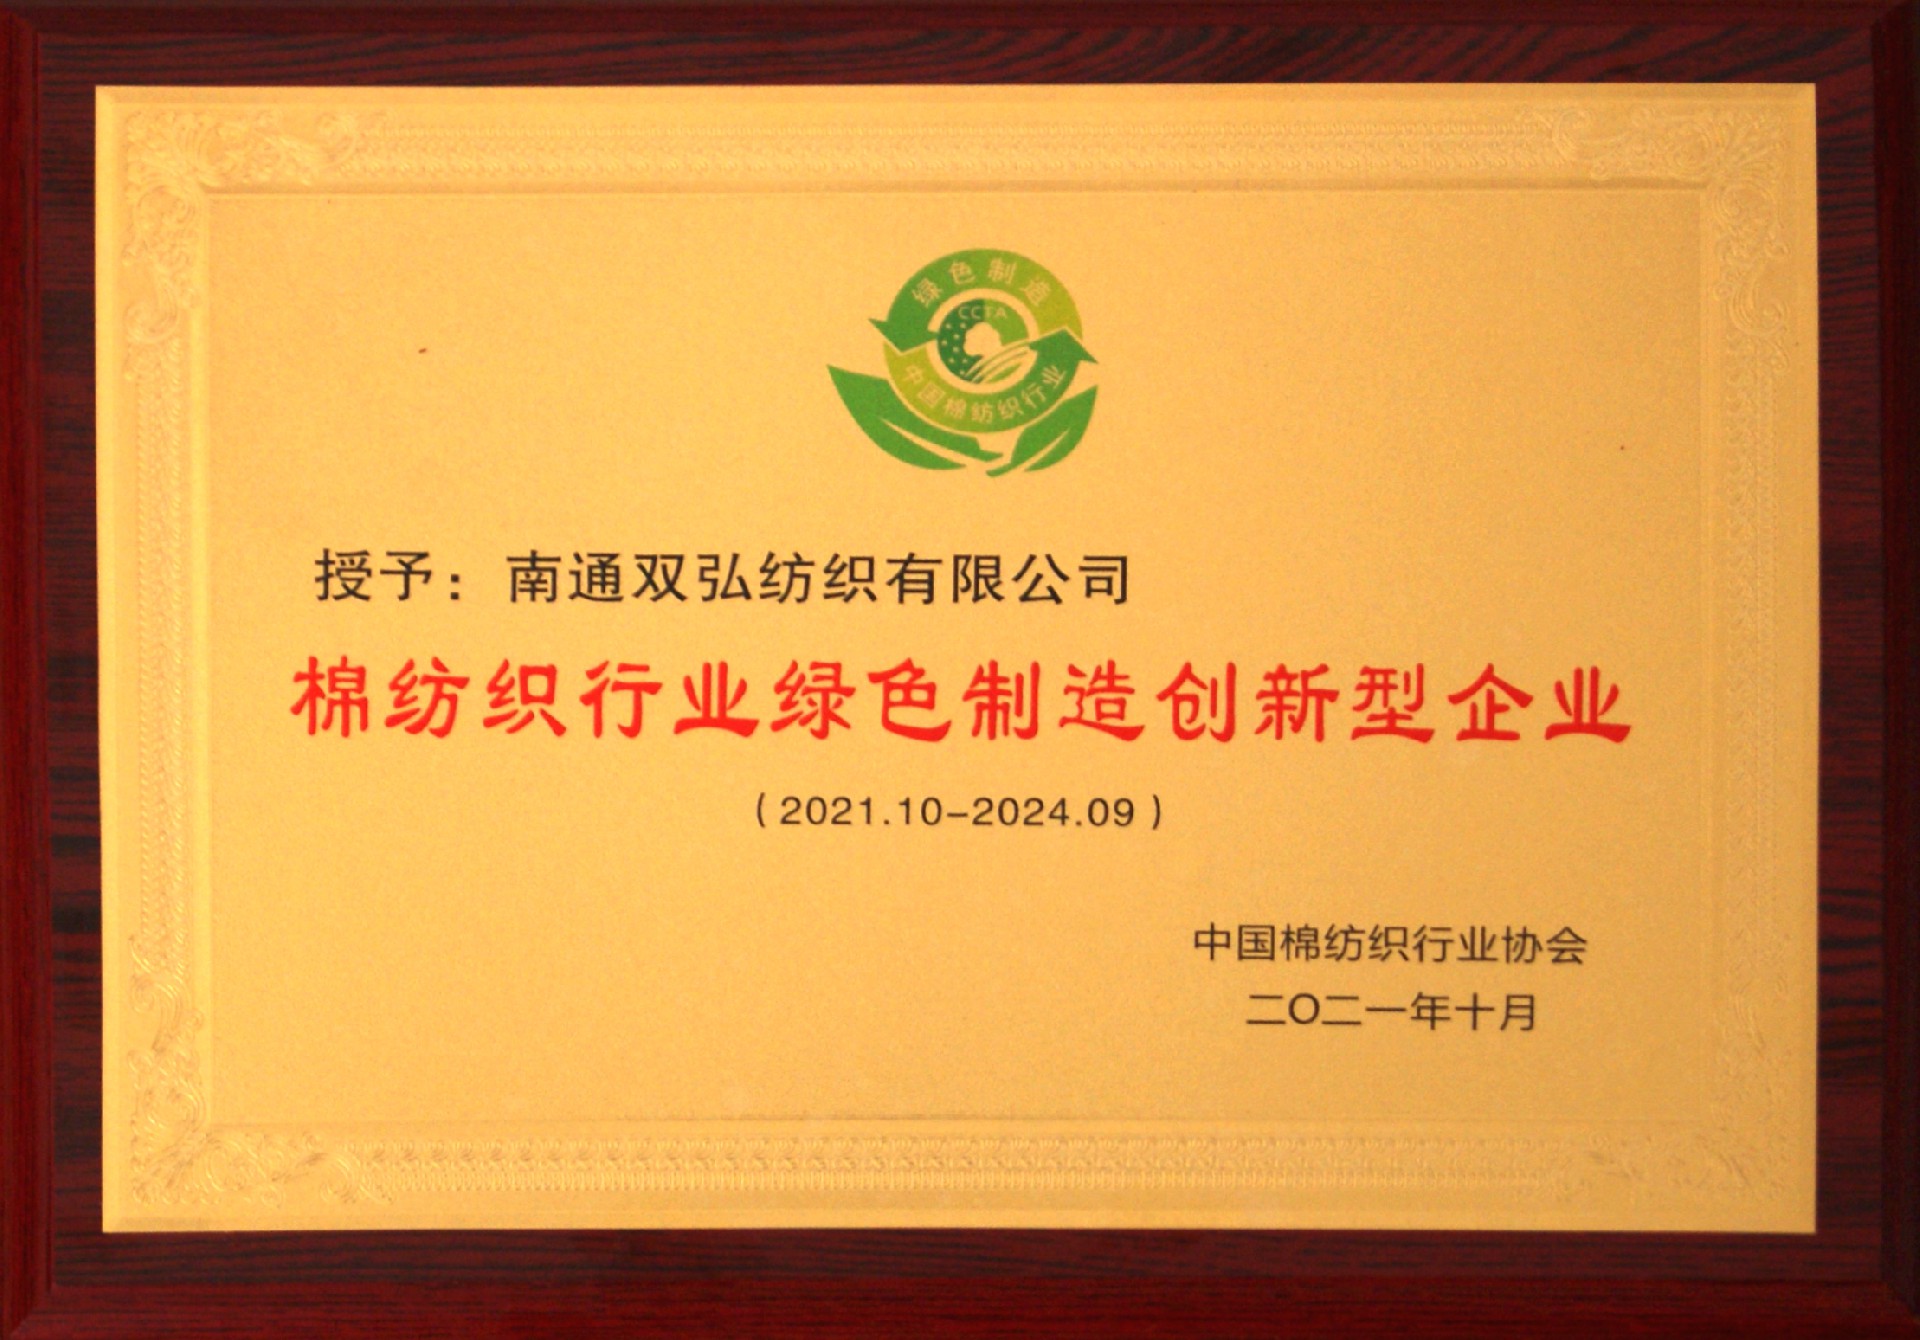 绿色制造
CCTA
中国棉纺织行业
授予：南通双弘纺织有限公司
棉纺织行业绿色制造创新型企业
（2021.10-2024.09）
中国棉纺织行业协会
二〇二一年十月